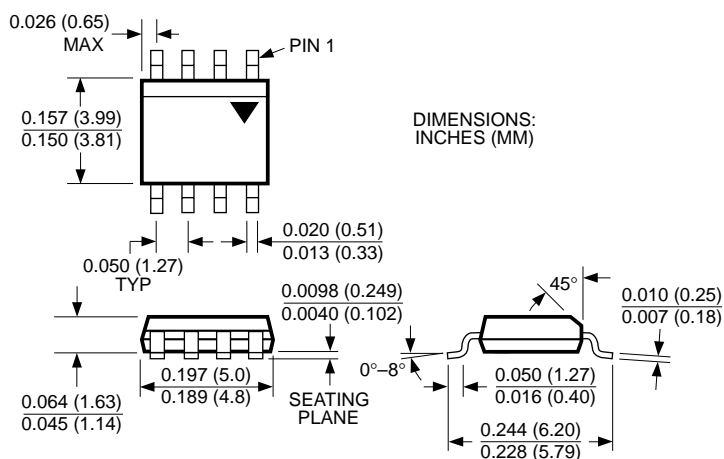 0.026 (0.65)
MAX
PIN 1
0.157 (3.99)
0.150 (3.81)
DIMENSIONS:
INCHES (MM)
0.020 (0.51)
0.013 (0.33)
0.050 (1.27)
TYP
0.0098 (0.249)
0.0040 (0.102)
45°
0.010 (0.25)
0.007 (0.18)
0°–8°
0.197 (5.0)
0.189 (4.8)
SEATING
PLANE
0.050 (1.27)
0.016 (0.40)
0.064 (1.63)
0.045 (1.14)
0.244 (6.20)
0.228 (5.79)